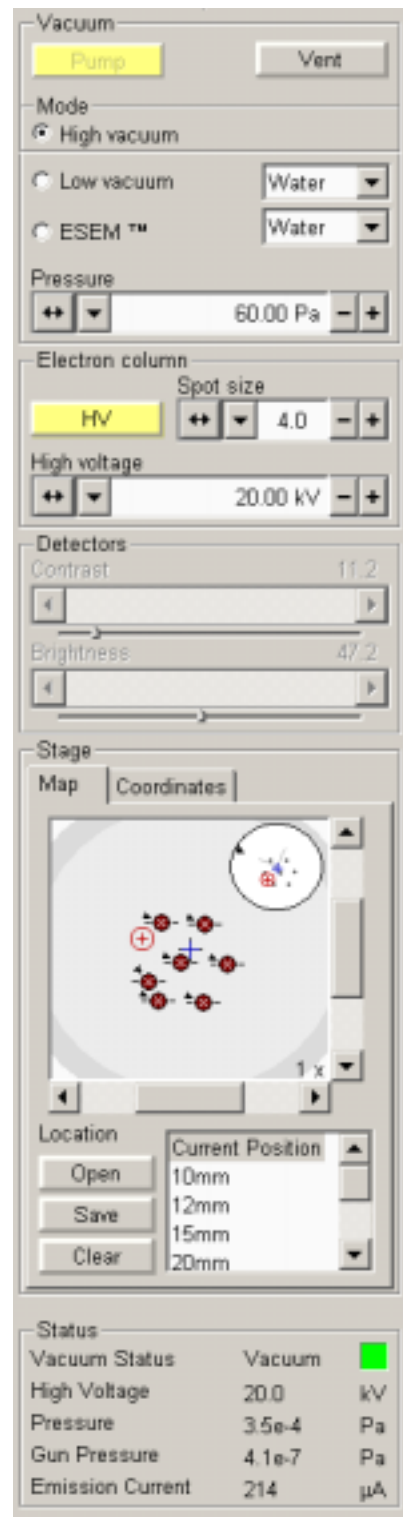 Vacuum
Pump Vent
Mode
High vacuum
Low vacuum Water
ESEM ™ Water
Pressure
60.00 Pa
Electron column
Spot size
HV 4.0
High voltage
20.00 kV
Detectors
Contrast 11.2
Brightness 47.2
Stage
Map Coordinates
1 x
Location
Current Position
Open 10mm
Save 12mm
15mm
Clear 20mm
Status
Vacuum Status Vacuum
High Voltage 20.0 kV
Pressure 3.5e-4 Pa
Gun Pressure 4.1e-7 Pa
Emission Current 214 µA